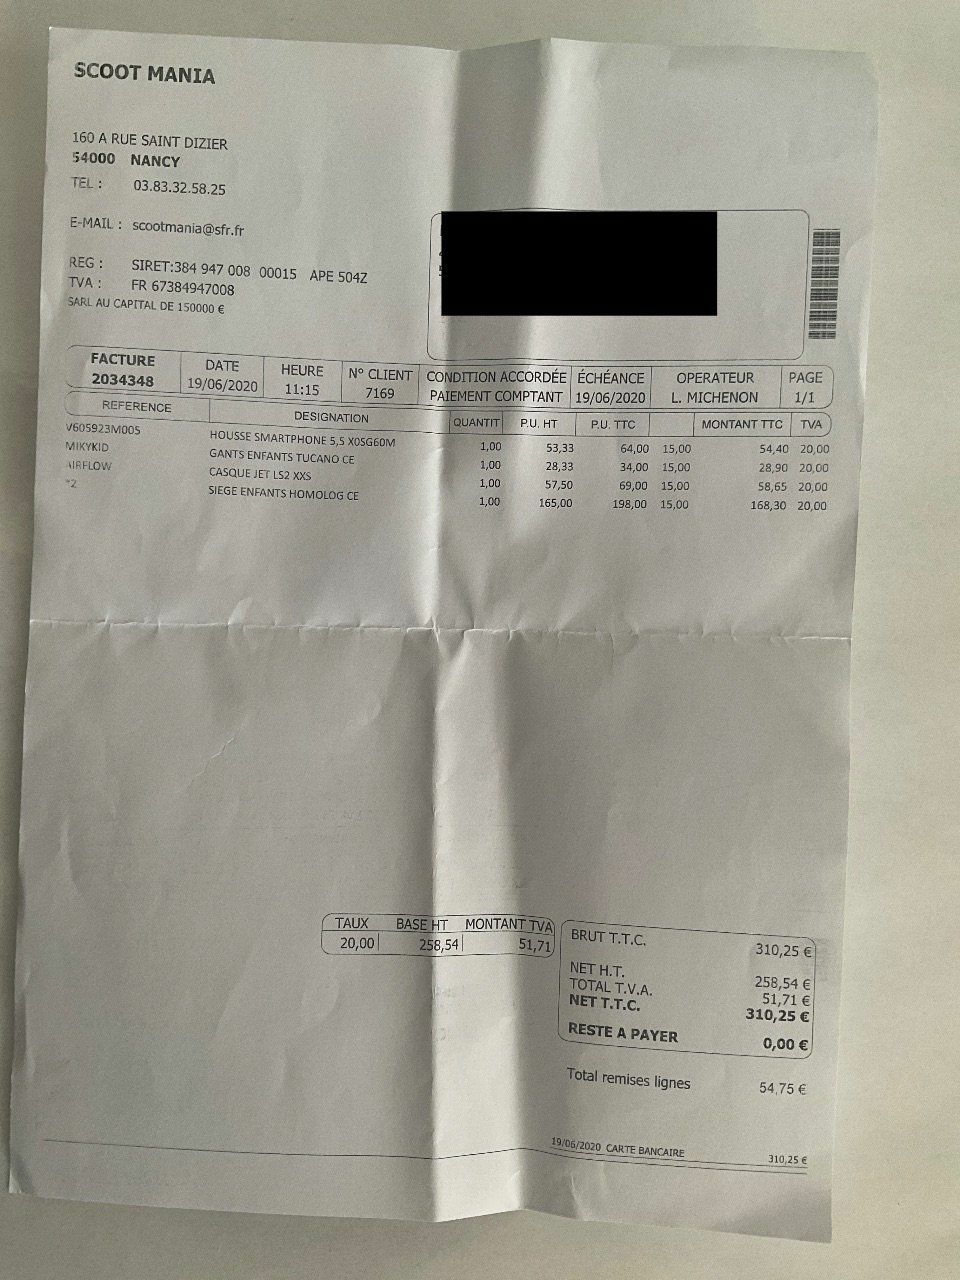 SCOOT MANIA
160 A RUE SAINT DIZIER
54000 NANCY
TEL : 03.83.32.58.25
E-MAIL : scootmania@sfr.fr
REG : SIRET:384 947 008 00015 APE 504Z
TVA : FR 67384947008
SARL AU CAPITAL DE 150000 €
FACTURE DATE HEURE N° CLIENT CONDITION ACCORDÉE ÉCHÉANCE OPERATEUR PAGE
2034348 19/06/2020 11:15 7169 PAIEMENT COMPTANT 19/06/2020 L. MICHENON 1/1
REFERENCE DESIGNATION QUANTIT P.U. HT P.U. TTC MONTANT TTC TVA
V605923M00S HOUSSE SMARTPHONE 5,5 X0SG60M 1,00 53,33 64,00 15,00 54,40 20,00
MIKYKID GANTS ENFANTS TUCANO CE 1,00 28,33 34,00 15,00 28,90 20,00
AIRFLOW CASQUE JET LS2 XXS 1,00 57,50 69,00 15,00 58,65 20,00
*2 SIEGE ENFANTS HOMOLOG CE 1,00 165,00 198,00 15,00 168,30 20,00
TAUX BASE HT MONTANT TVA
20,00 258,54 51,71
BRUT T.T.C. 310,25 €
NET H.T. 258,54 €
TOTAL T.V.A. 51,71 €
NET T.T.C. 310,25 €
RESTE A PAYER 0,00 €
Total remises lignes 54,75 €
19/06/2020 CARTE BANCAIRE 310,25 €